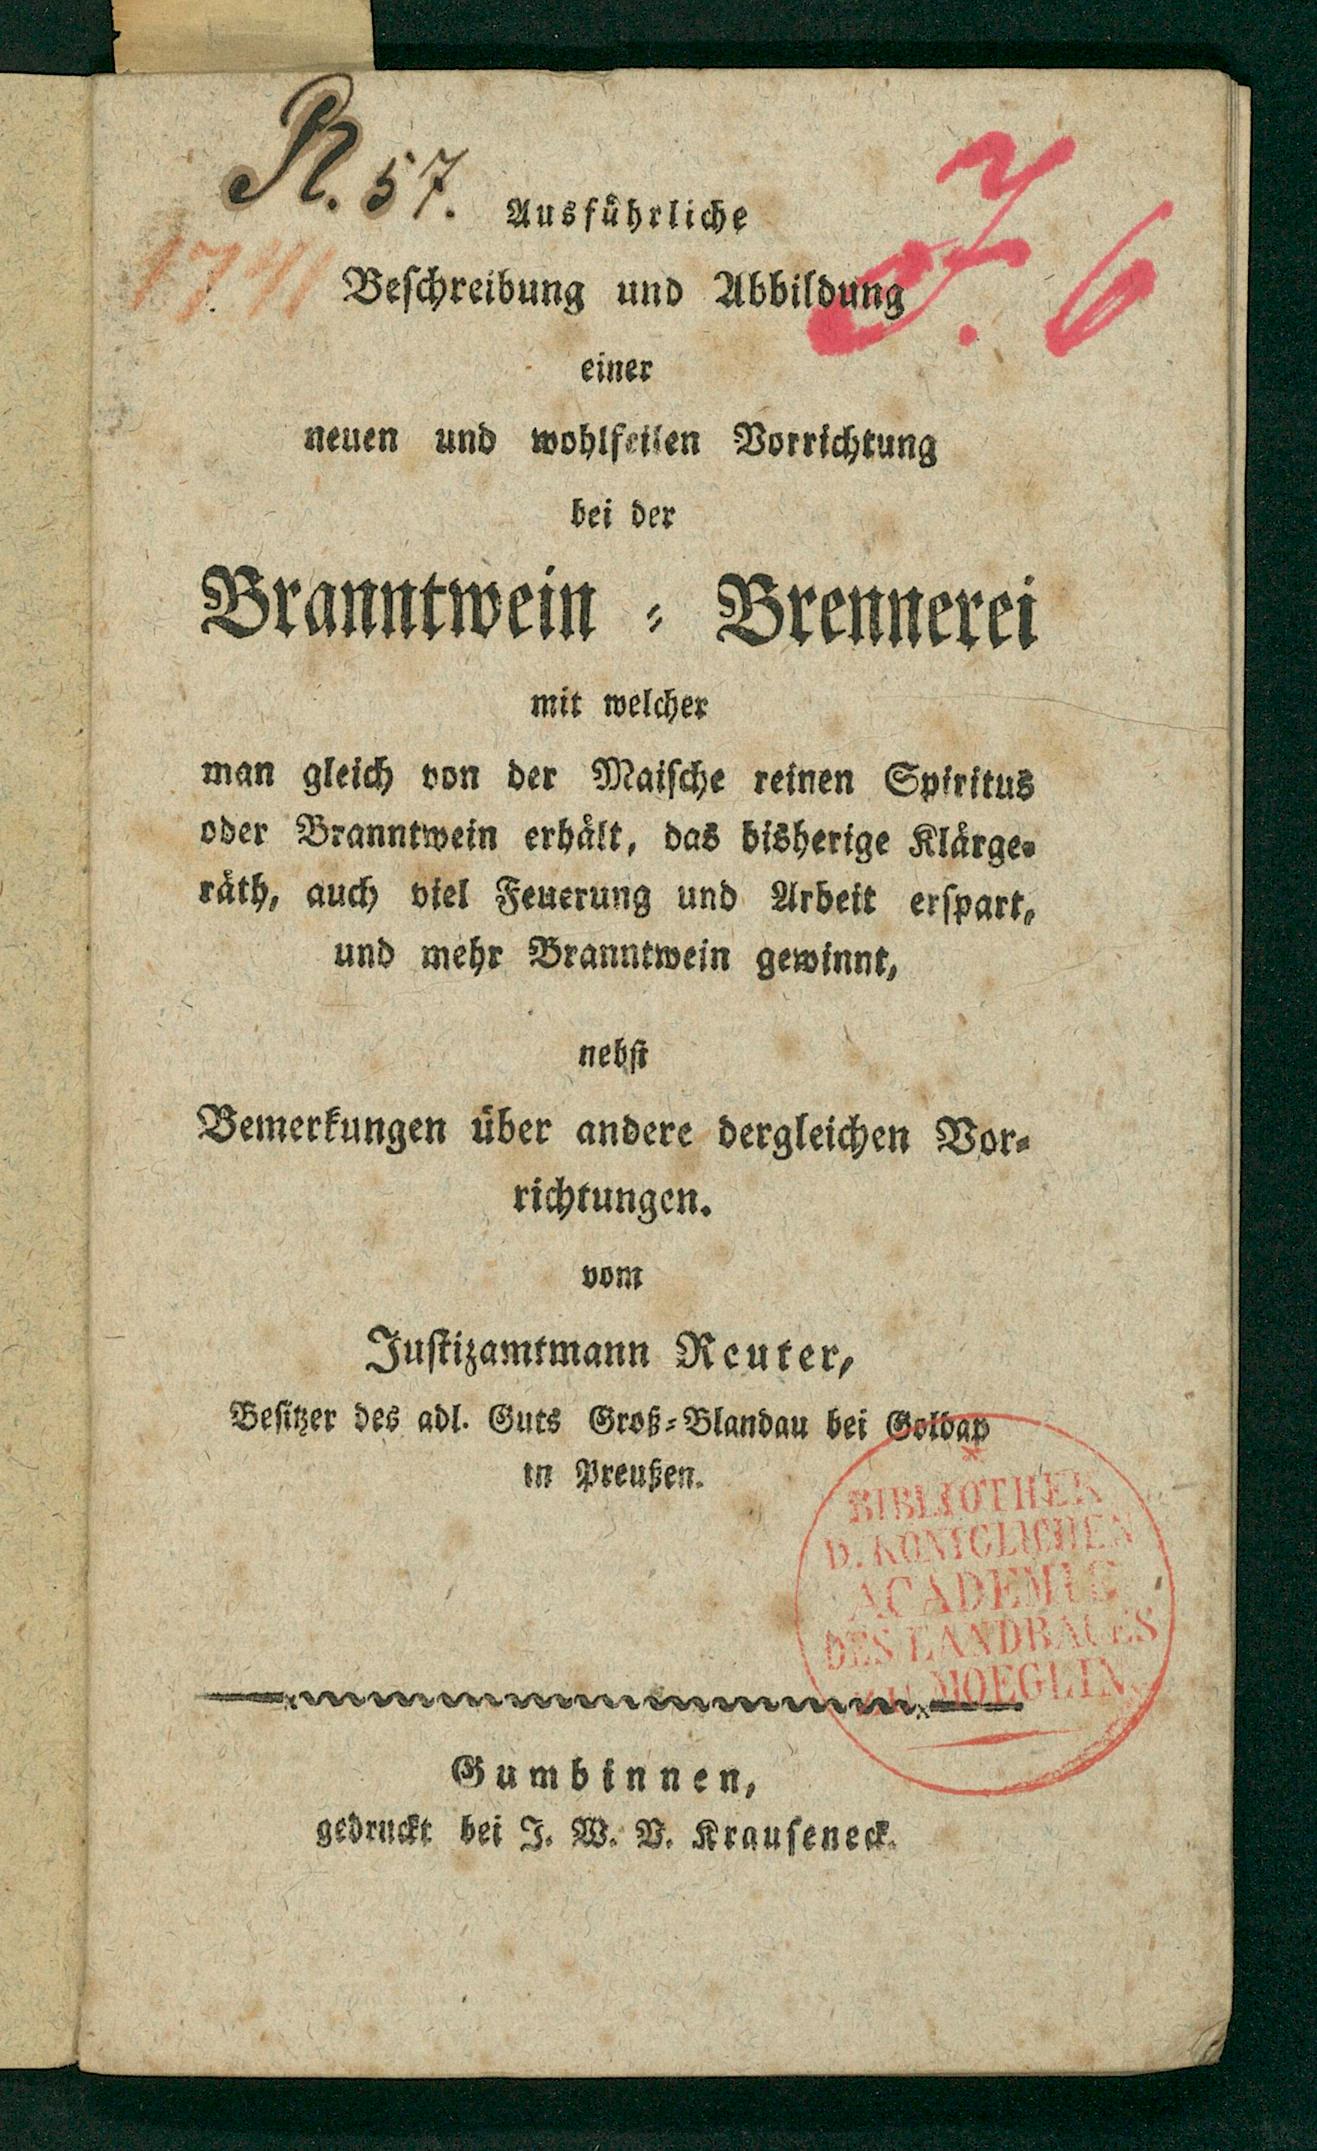 R. 57.
J. 6
1741
Ausführliche
Beschreibung und Abbildung
einer
neuen und wohlfeilen Vorrichtung
bei der
Branntwein - Brennerei
mit welcher
man gleich von der Maische reinen Spiritus
oder Branntwein erhält, das bisherige Klärge-
räth, auch viel Feuerung und Arbeit erspart,
und mehr Branntwein gewinnt,
nebst
Bemerkungen über andere dergleichen Vor-
richtungen.
vom
Justizamtmann Reuter,
Besitzer des adl. Guts Groß-Blandau bei Goldap
in Preußen.
BIBLIOTHEK
D. KÖNIGLICHEN
ACADEMIE
DES LANDBAUES
ZU MOEGLIN
Gumbinnen,
gedruckt bei J. W. V. Krauseneck.